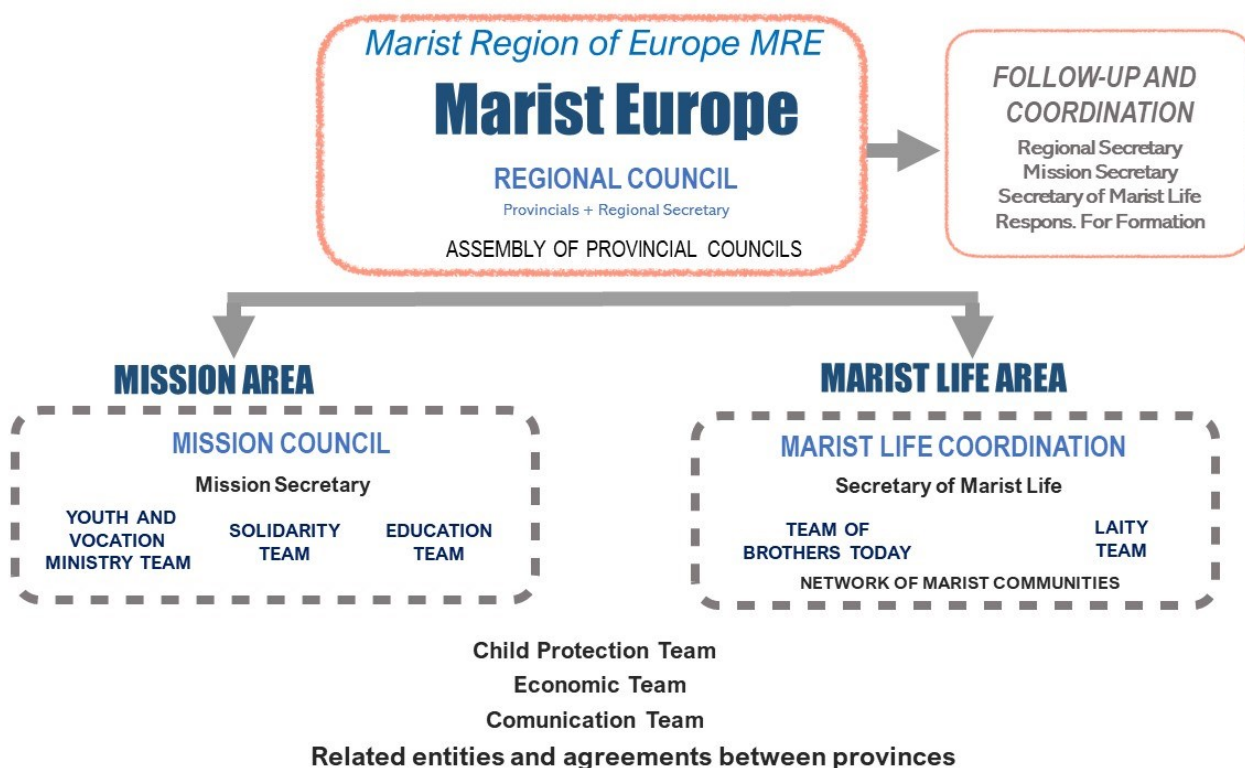 Marist Region of Europe MRE
Marist Europe
REGIONAL COUNCIL
Provincials + Regional Secretary
ASSEMBLY OF PROVINCIAL COUNCILS
FOLLOW-UP AND
COORDINATION
Regional Secretary
Mission Secretary
Secretary of Marist Life
Respons. For Formation
MISSION AREA
MISSION COUNCIL
Mission Secretary
YOUTH AND
VOCATION
MINISTRY TEAM
SOLIDARITY
TEAM
EDUCATION
TEAM
MARIST LIFE AREA
MARIST LIFE COORDINATION
Secretary of Marist Life
TEAM OF
BROTHERS TODAY
LAITY
TEAM
NETWORK OF MARIST COMMUNITIES
Child Protection Team
Economic Team
Comunication Team
Related entities and agreements between provinces